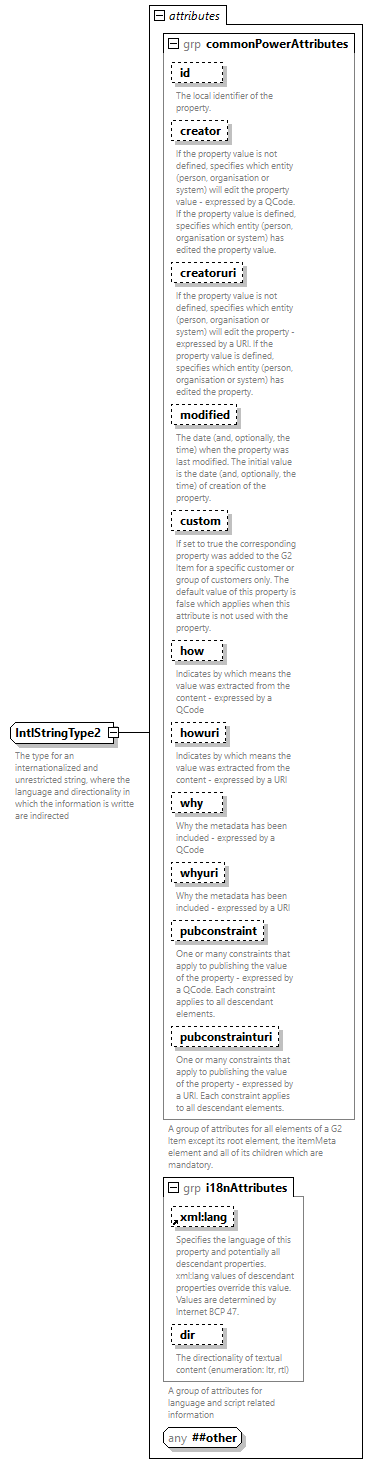 attributes
grp commonPowerAttributes
id
The local identifier of the
property.
creator
If the property value is not
defined, specifies which entity
(person, organisation or
system) will edit the property
value - expressed by a QCode.
If the property value is defined,
specifies which entity (person,
organisation or system) has
edited the property value.
creatoruri
If the property value is not
defined, specifies which entity
(person, organisation or
system) will edit the property -
expressed by a URI. If the
property value is defined,
specifies which entity (person,
organisation or system) has
edited the property.
modified
The date (and, optionally, the
time) when the property was
last modified. The initial value
is the date (and, optionally, the
time) of creation of the
property.
custom
If set to true the corresponding
property was added to the G2
Item for a specific customer or
group of customers only. The
default value of this property is
false which applies when this
attribute is not used with the
property.
how
Indicates by which means the
value was extracted from the
content - expressed by a
QCode
howuri
Indicates by which means the
value was extracted from the
content - expressed by a URI
why
Why the metadata has been
included - expressed by a
QCode
whyuri
Why the metadata has been
included - expressed by a URI
pubconstraint
One or many constraints that
apply to publishing the value
of the property - expressed by
a QCode. Each constraint
applies to all descendant
elements.
pubconstrainturi
One or many constraints that
apply to publishing the value
of the property - expressed by
a URI. Each constraint applies
to all descendant elements.
A group of attributes for all elements of a G2
Item except its root element, the itemMeta
element and all of its children which are
mandatory.
IntlStringType2
The type for an
internationalized and
unrestricted string, where the
language and directionality in
which the information is writte
are indirected
grp i18nAttributes
xml:lang
Specifies the language of this
property and potentially all
descendant properties.
xml:lang values of descendant
properties override this value.
Values are determined by
Internet BCP 47.
dir
The directionality of textual
content (enumeration: ltr, rtl)
A group of attributes for
language and script related
information
any ##other